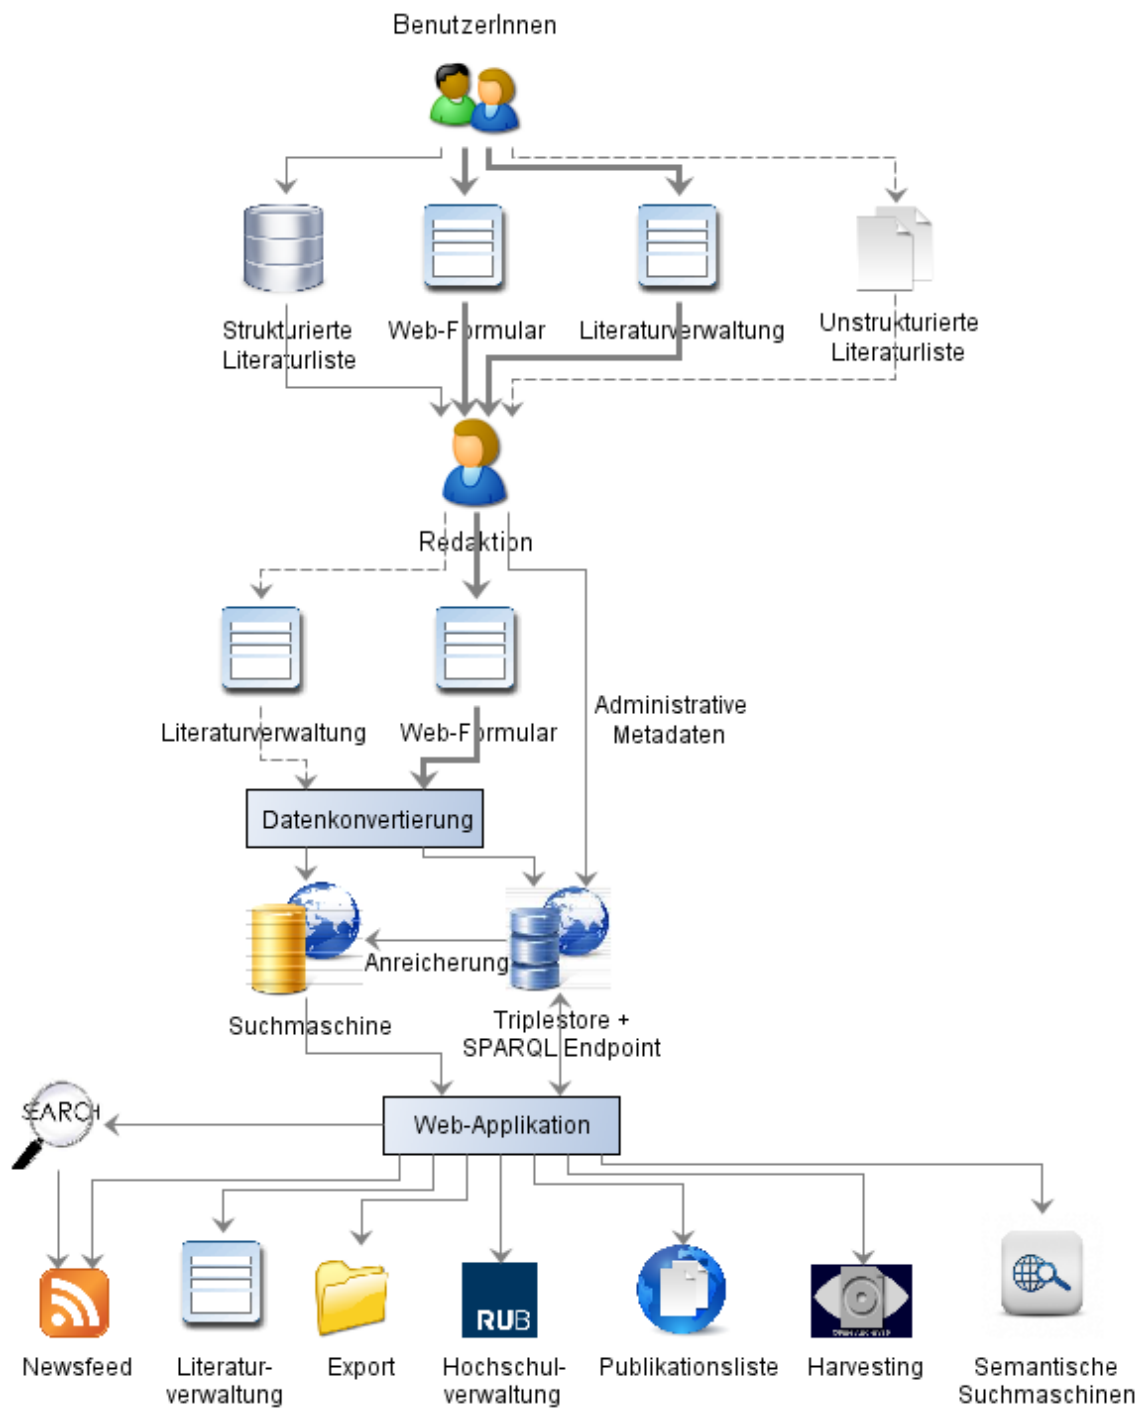 BenutzerInnen
Strukturierte
Literaturliste
Web-Formular
Literaturverwaltung
Unstrukturierte
Literaturliste
Redaktion
Literaturverwaltung
Web-Formular
Administrative
Metadaten
Datenkonvertierung
Anreicherung
Suchmaschine
Triplestore +
SPARQL Endpoint
SEARCH
Web-Applikation
RUB
Newsfeed
Literatur-
verwaltung
Export
Hochschul-
verwaltung
Publikationsliste
Harvesting
Semantische
Suchmaschinen